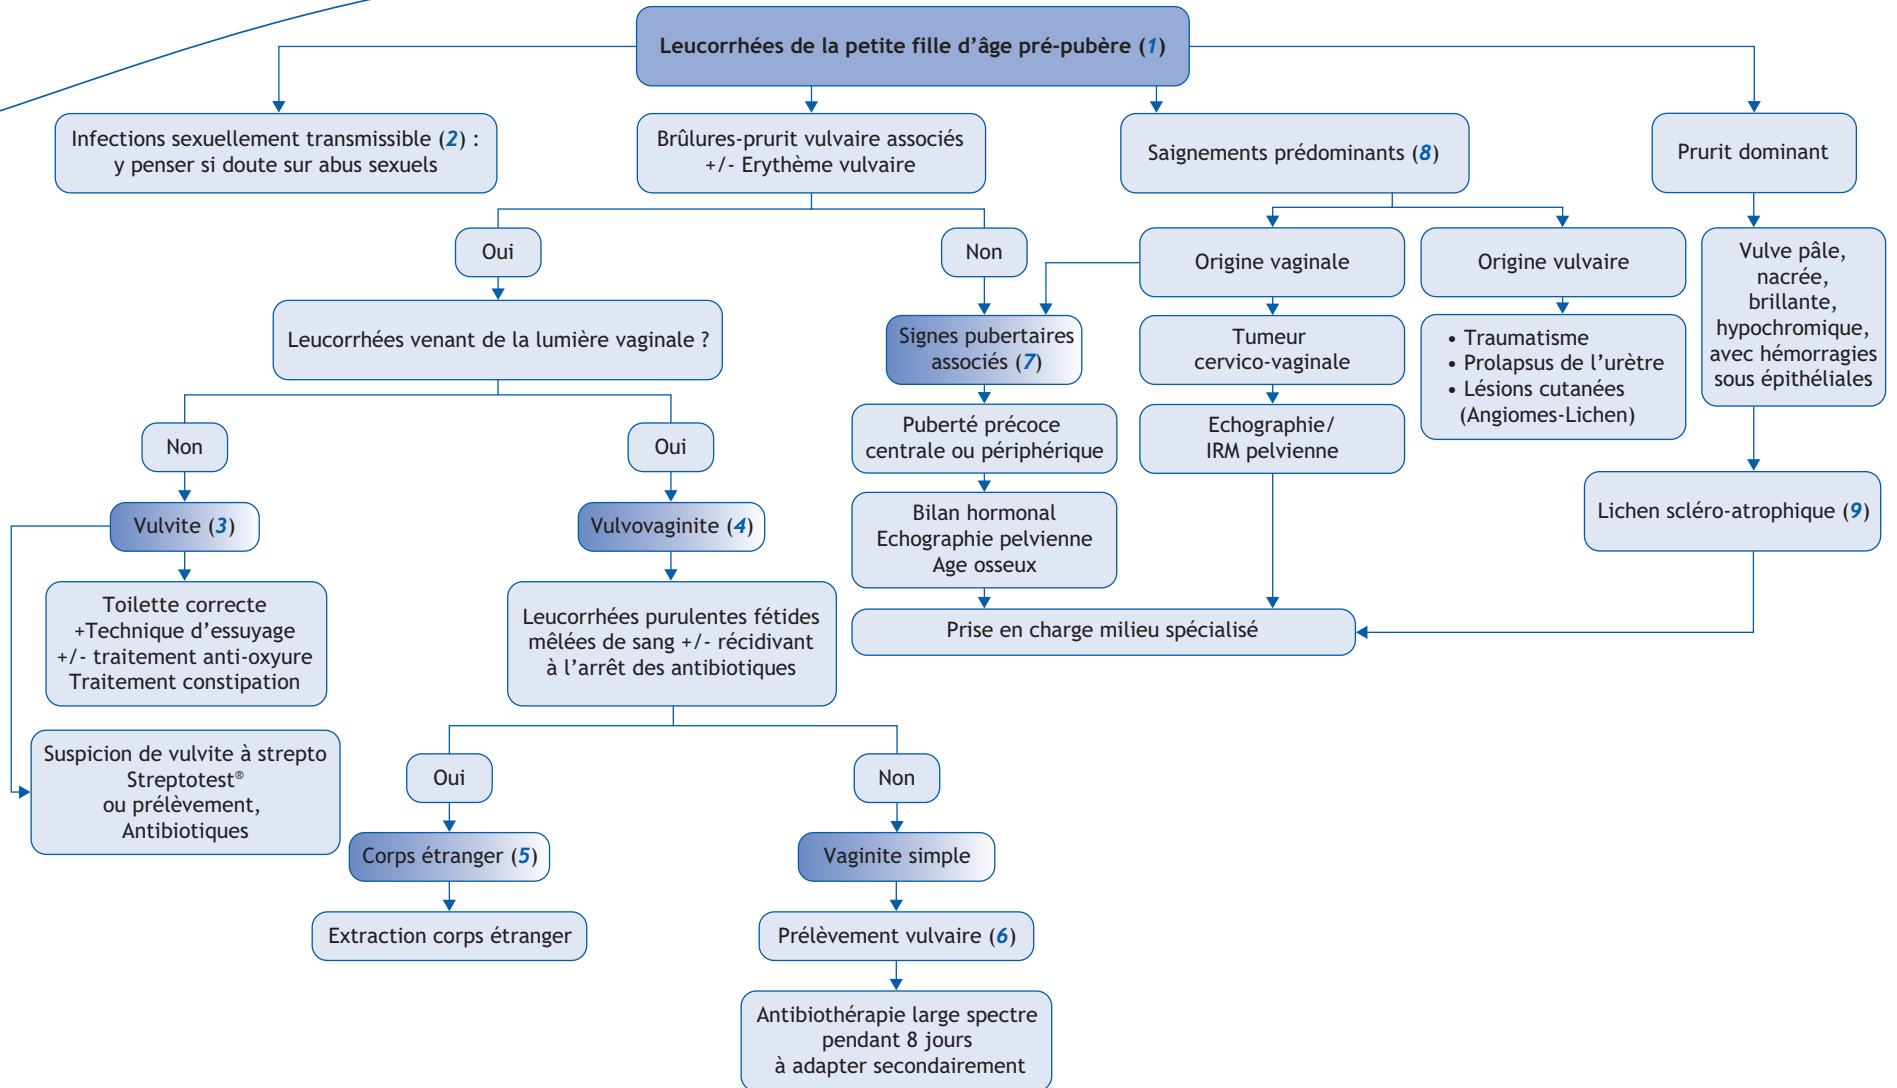 Leucorrhées de la petite fille d’âge pré-pubère (1)
Infections sexuellement transmissible (2) :
y penser si doute sur abus sexuels
Brûlures-prurit vulvaire associés
+/- Erythème vulvaire
Saignements prédominants (8)
Prurit dominant
Oui
Non
Origine vaginale
Origine vulvaire
Vulve pâle,
nacrée,
brillante,
hypochromique,
avec hémorragies
sous épithéliales
Leucorrhées venant de la lumière vaginale ?
Signes pubertaires
associés (7)
Tumeur
cervico-vaginale
• Traumatisme
• Prolapsus de l’urètre
• Lésions cutanées
(Angiomes-Lichen)
Non
Oui
Puberté précoce
centrale ou périphérique
Echographie/
IRM pelvienne
Vulvite (3)
Vulvovaginite (4)
Bilan hormonal
Echographie pelvienne
Age osseux
Lichen scléro-atrophique (9)
Toilette correcte
+Technique d’essuyage
+/- traitement anti-oxyure
Traitement constipation
Leucorrhées purulentes fétides
mêlées de sang +/- récidivant
à l’arrêt des antibiotiques
Prise en charge milieu spécialisé
Suspicion de vulvite à strepto
Streptotest®
ou prélèvement,
Antibiotiques
Oui
Non
Corps étranger (5)
Vaginite simple
Extraction corps étranger
Prélèvement vulvaire (6)
Antibiothérapie large spectre
pendant 8 jours
à adapter secondairement